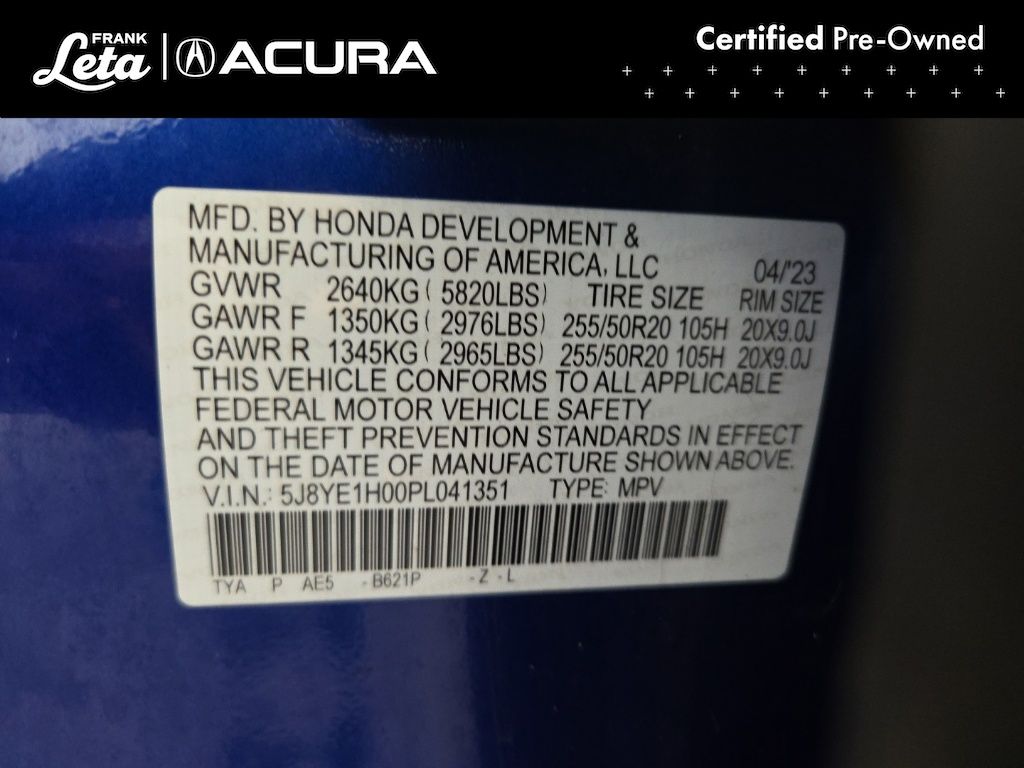 FRANK
Leta
ACURA
Certified Pre-Owned
MFD. BY HONDA DEVELOPMENT &
MANUFACTURING OF AMERICA, LLC 04/'23
GVWR 2640KG ( 5820LBS) TIRE SIZE RIM SIZE
GAWR F 1350KG ( 2976LBS) 255/50R20 105H 20X9.0J
GAWR R 1345KG ( 2965LBS) 255/50R20 105H 20X9.0J
THIS VEHICLE CONFORMS TO ALL APPLICABLE
FEDERAL MOTOR VEHICLE SAFETY
AND THEFT PREVENTION STANDARDS IN EFFECT
ON THE DATE OF MANUFACTURE SHOWN ABOVE.
V.I.N.: 5J8YE1H00PL041351 TYPE: MPV
TYA P AE5 - B621P - Z - L